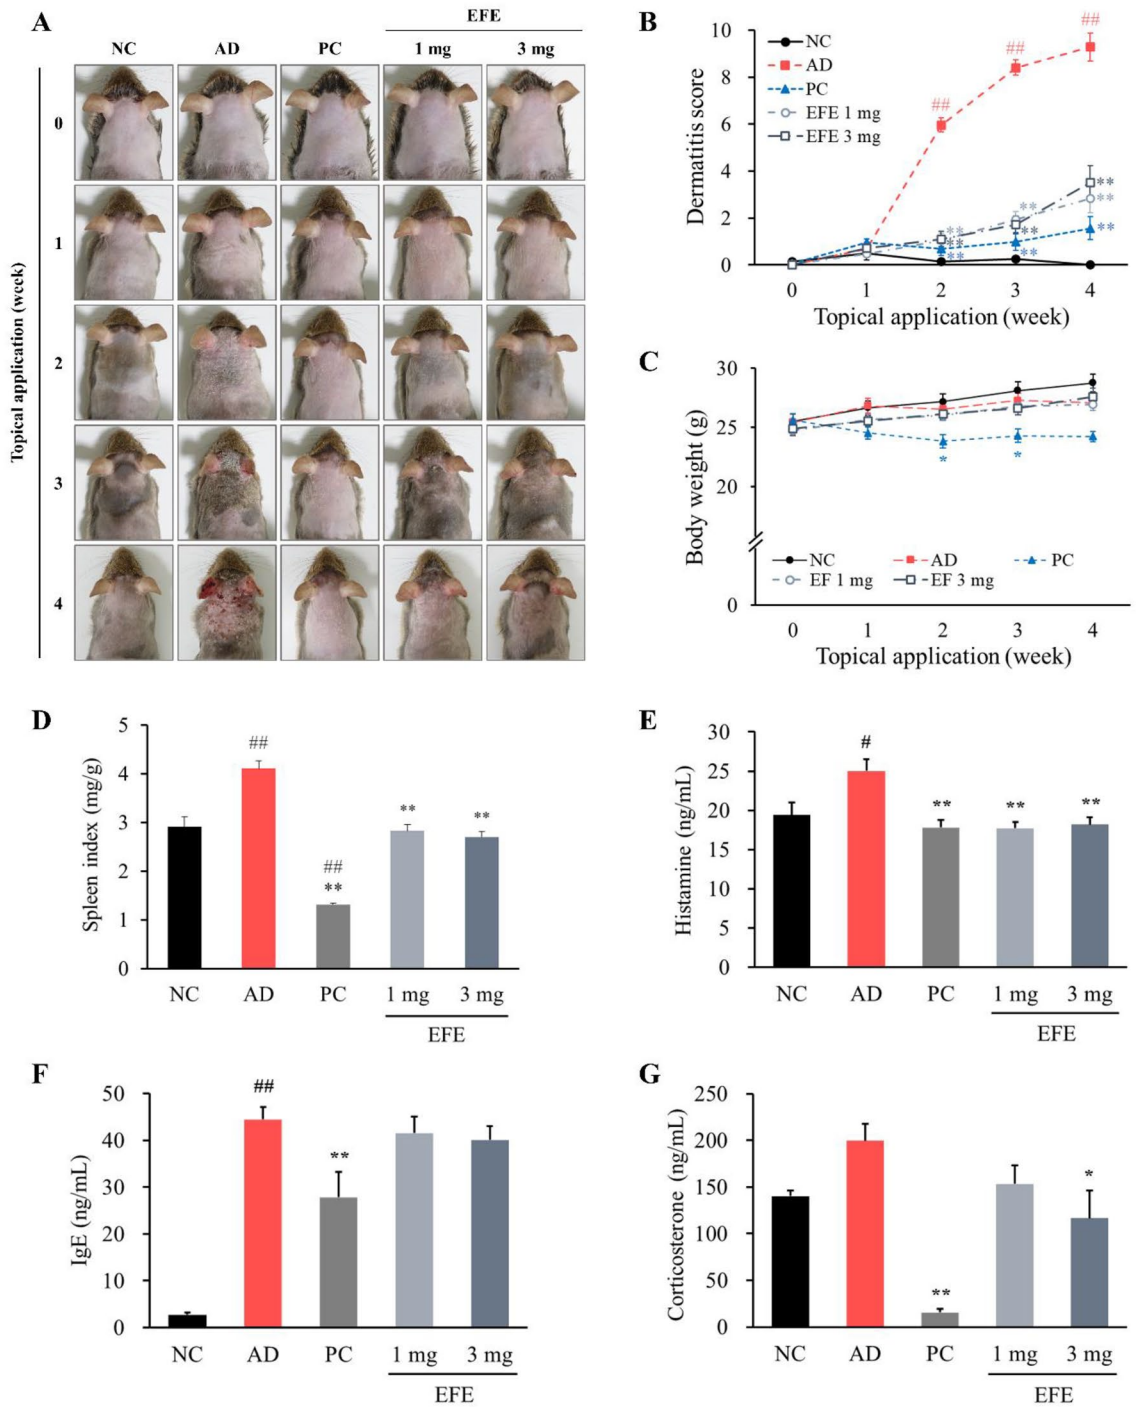 A
EFE
NC AD PC 1 mg 3 mg
Topical application (week)
0
1
2
3
4
B
Dermatitis score
10
8
6
4
2
0
NC
AD
PC
EFE 1 mg
EFE 3 mg
##
##
##
**
**
**
**
**
**
**
**
**
0 1 2 3 4
Topical application (week)
C
Body weight (g)
30
25
20
0
*
*
NC AD PC
EF 1 mg EF 3 mg
0 1 2 3 4
Topical application (week)
D
Spleen index (mg/g)
5
4
3
2
1
0
##
##
**
**
**
NC AD PC 1 mg 3 mg
EFE
E
Histamine (ng/mL)
30
25
20
15
10
5
0
#
**
**
**
NC AD PC 1 mg 3 mg
EFE
F
IgE (ng/mL)
50
40
30
20
10
0
##
**
NC AD PC 1 mg 3 mg
EFE
G
Corticosterone (ng/mL)
250
200
150
100
50
0
**
*
NC AD PC 1 mg 3 mg
EFE